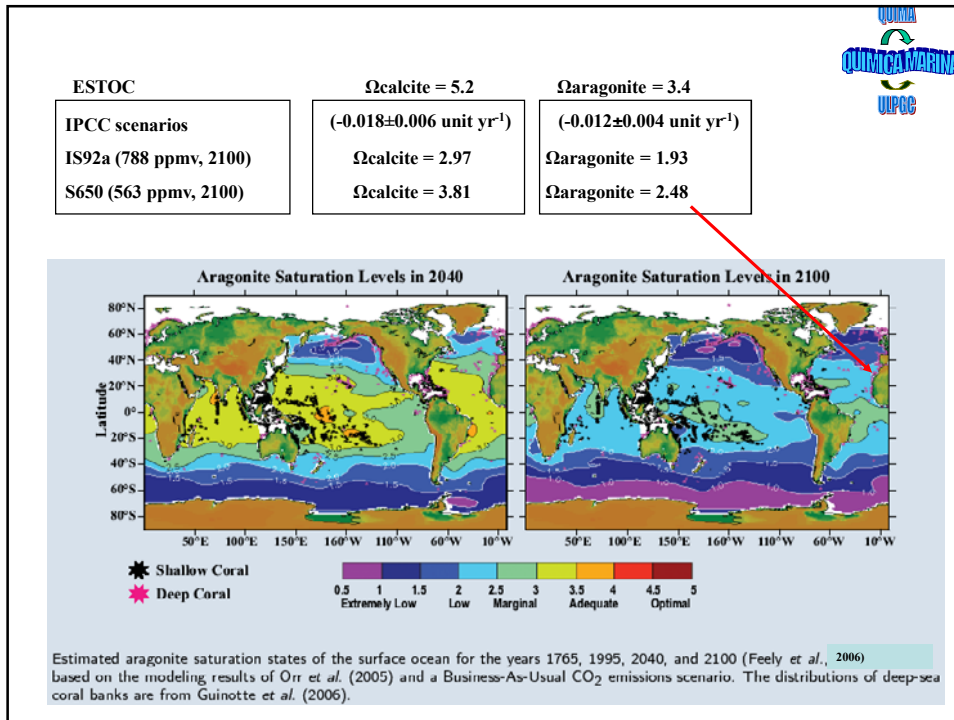 QUIMA
QUIMICA MARINA
ULPGC
ESTOC Ωcalcite = 5.2 Ωaragonite = 3.4
IPCC scenarios (-0.018±0.006 unit yr-1) (-0.012±0.004 unit yr-1)
IS92a (788 ppmv, 2100) Ωcalcite = 2.97 Ωaragonite = 1.93
S650 (563 ppmv, 2100) Ωcalcite = 3.81 Ωaragonite = 2.48
Aragonite Saturation Levels in 2040 Aragonite Saturation Levels in 2100
Latitude
80°N
60°N
40°N
20°N
0°
20°S
40°S
60°S
80°S
50°E 100°E 150°E 160°W 110°W 60°W 10°W 50°E 100°E 150°E 160°W 110°W 60°W 10°W
Shallow Coral
Deep Coral
0.5 1 1.5 2 2.5 3 3.5 4 4.5 5
Extremely Low Low Marginal Adequate Optimal
Estimated aragonite saturation states of the surface ocean for the years 1765, 1995, 2040, and 2100 (Feely et al., 2006)
based on the modeling results of Orr et al. (2005) and a Business-As-Usual CO2 emissions scenario. The distributions of deep-sea
coral banks are from Guinotte et al. (2006).